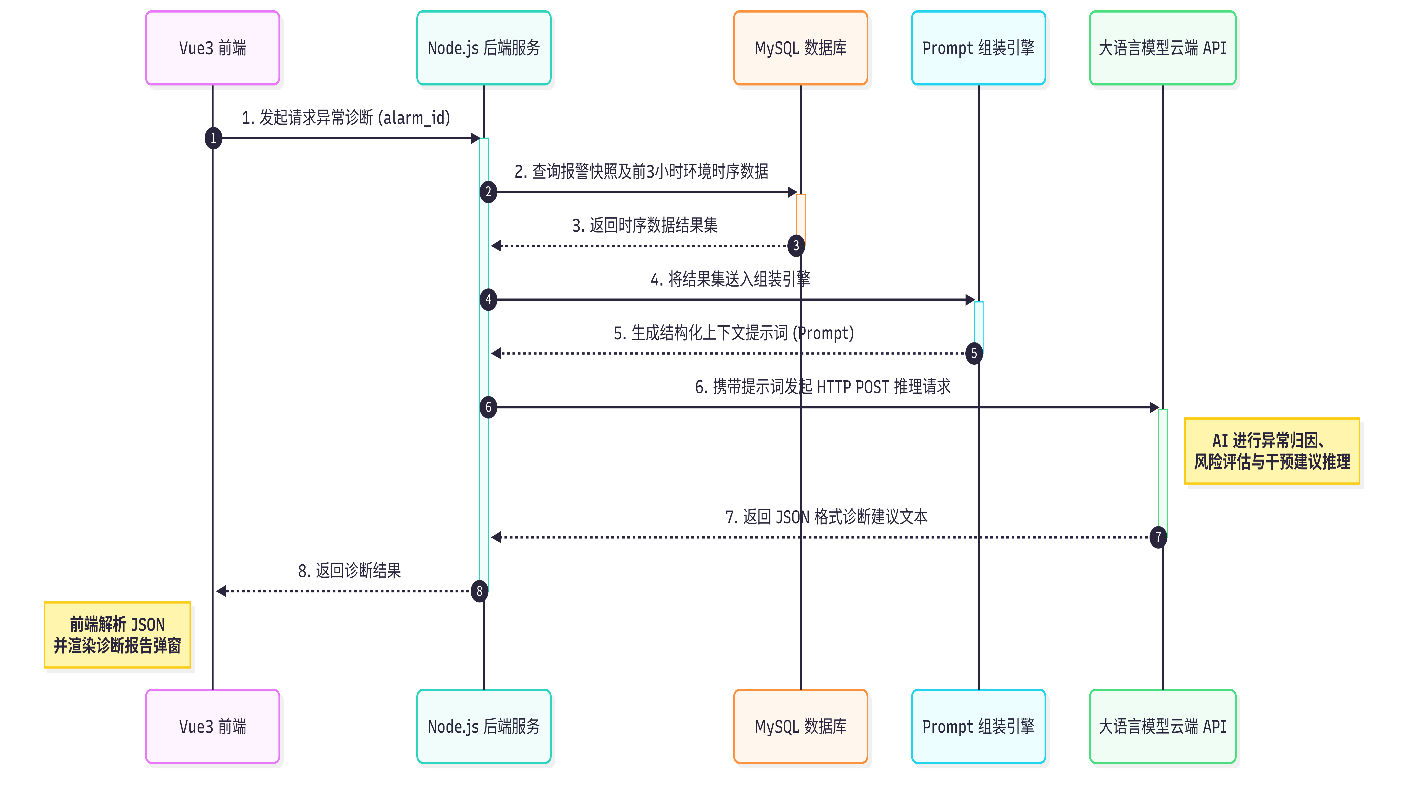 Vue3 前端
Node.js 后端服务
MySQL 数据库
Prompt 组装引擎
大语言模型云端 API
1. 发起请求异常诊断 (alarm_id)
1
2. 查询报警快照及前3小时环境时序数据
2
3. 返回时序数据结果集
3
4. 将结果集送入组装引擎
4
5. 生成结构化上下文提示词 (Prompt)
5
6. 携带提示词发起 HTTP POST 推理请求
6
AI 进行异常归因、
风险评估与干预建议推理
7. 返回 JSON 格式诊断建议文本
7
8. 返回诊断结果
8
前端解析 JSON
并渲染诊断报告弹窗
Vue3 前端
Node.js 后端服务
MySQL 数据库
Prompt 组装引擎
大语言模型云端 API